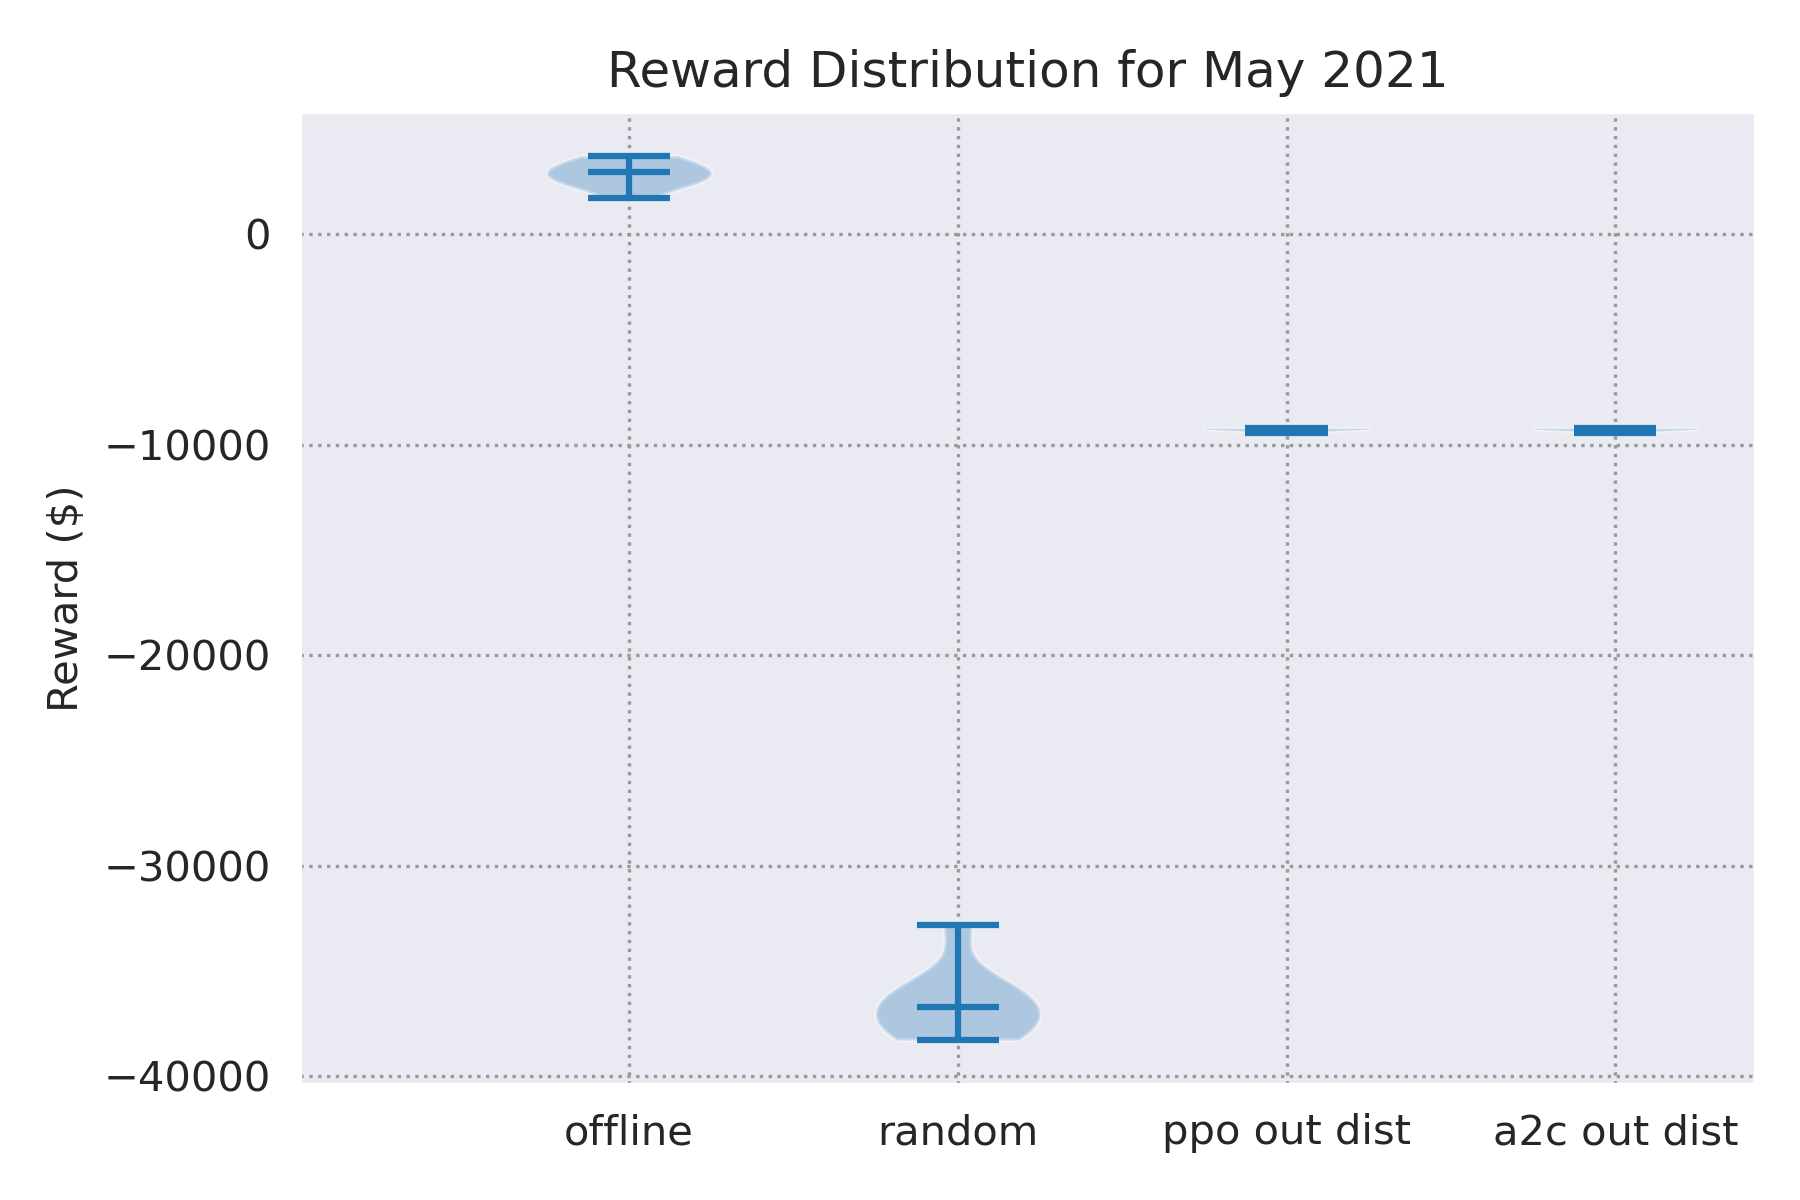 Reward Distribution for May 2021
Reward ($)
0
−10000
−20000
−30000
−40000
offline
random
ppo out dist
a2c out dist